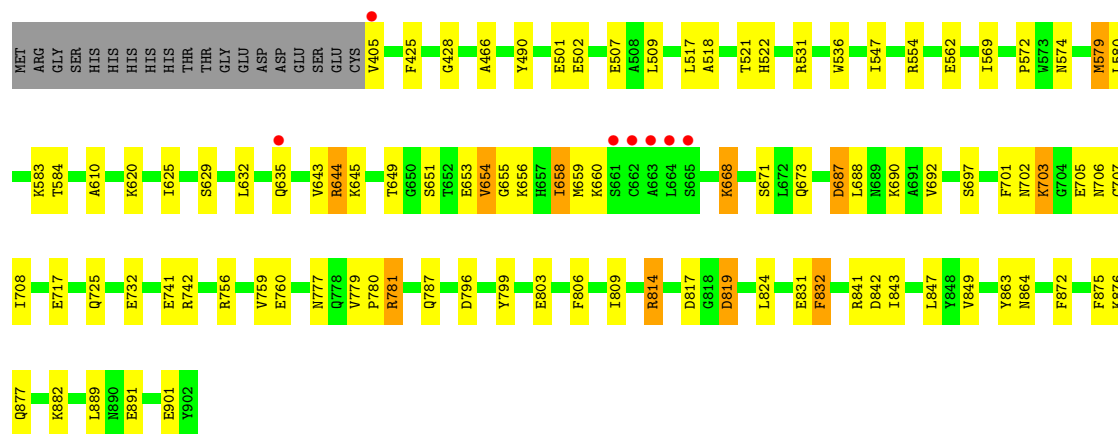 MET ARG GLY SER HIS HIS HIS HIS HIS HIS THR THR GLY GLU ASP ASP GLU SER GLU CYS V405 F425 G428 A466 Y490 E501 E502 E507 A508 L509 L517 A518 T521 H522 R531 W536 I547 R554 E562 I569 P572 W573 N574 M579 L580
K583 T584 A610 K620 I625 S629 L632 Q635 V643 R644 K645 T649 G650 S651 T652 E653 V654 G655 K656 H657 I658 M659 K660 S661 C662 A663 L664 S665 K668 S671 L672 Q673 D687 L688 N689 K690 A691 V692 S697 F701 N702 K703 G704 E705 N706 C707
I708 E717 Q725 E732 E741 R742 R756 V759 E760 N777 Q778 V779 P780 R781 Q787 D796 Y799 E803 F806 I809 R814 D817 G818 D819 L824 E831 F832 R841 D842 I843 L847 Y848 V849 Y863 N864 F872 F875 K876
Q877 K882 L889 N890 E891 E901 Y902